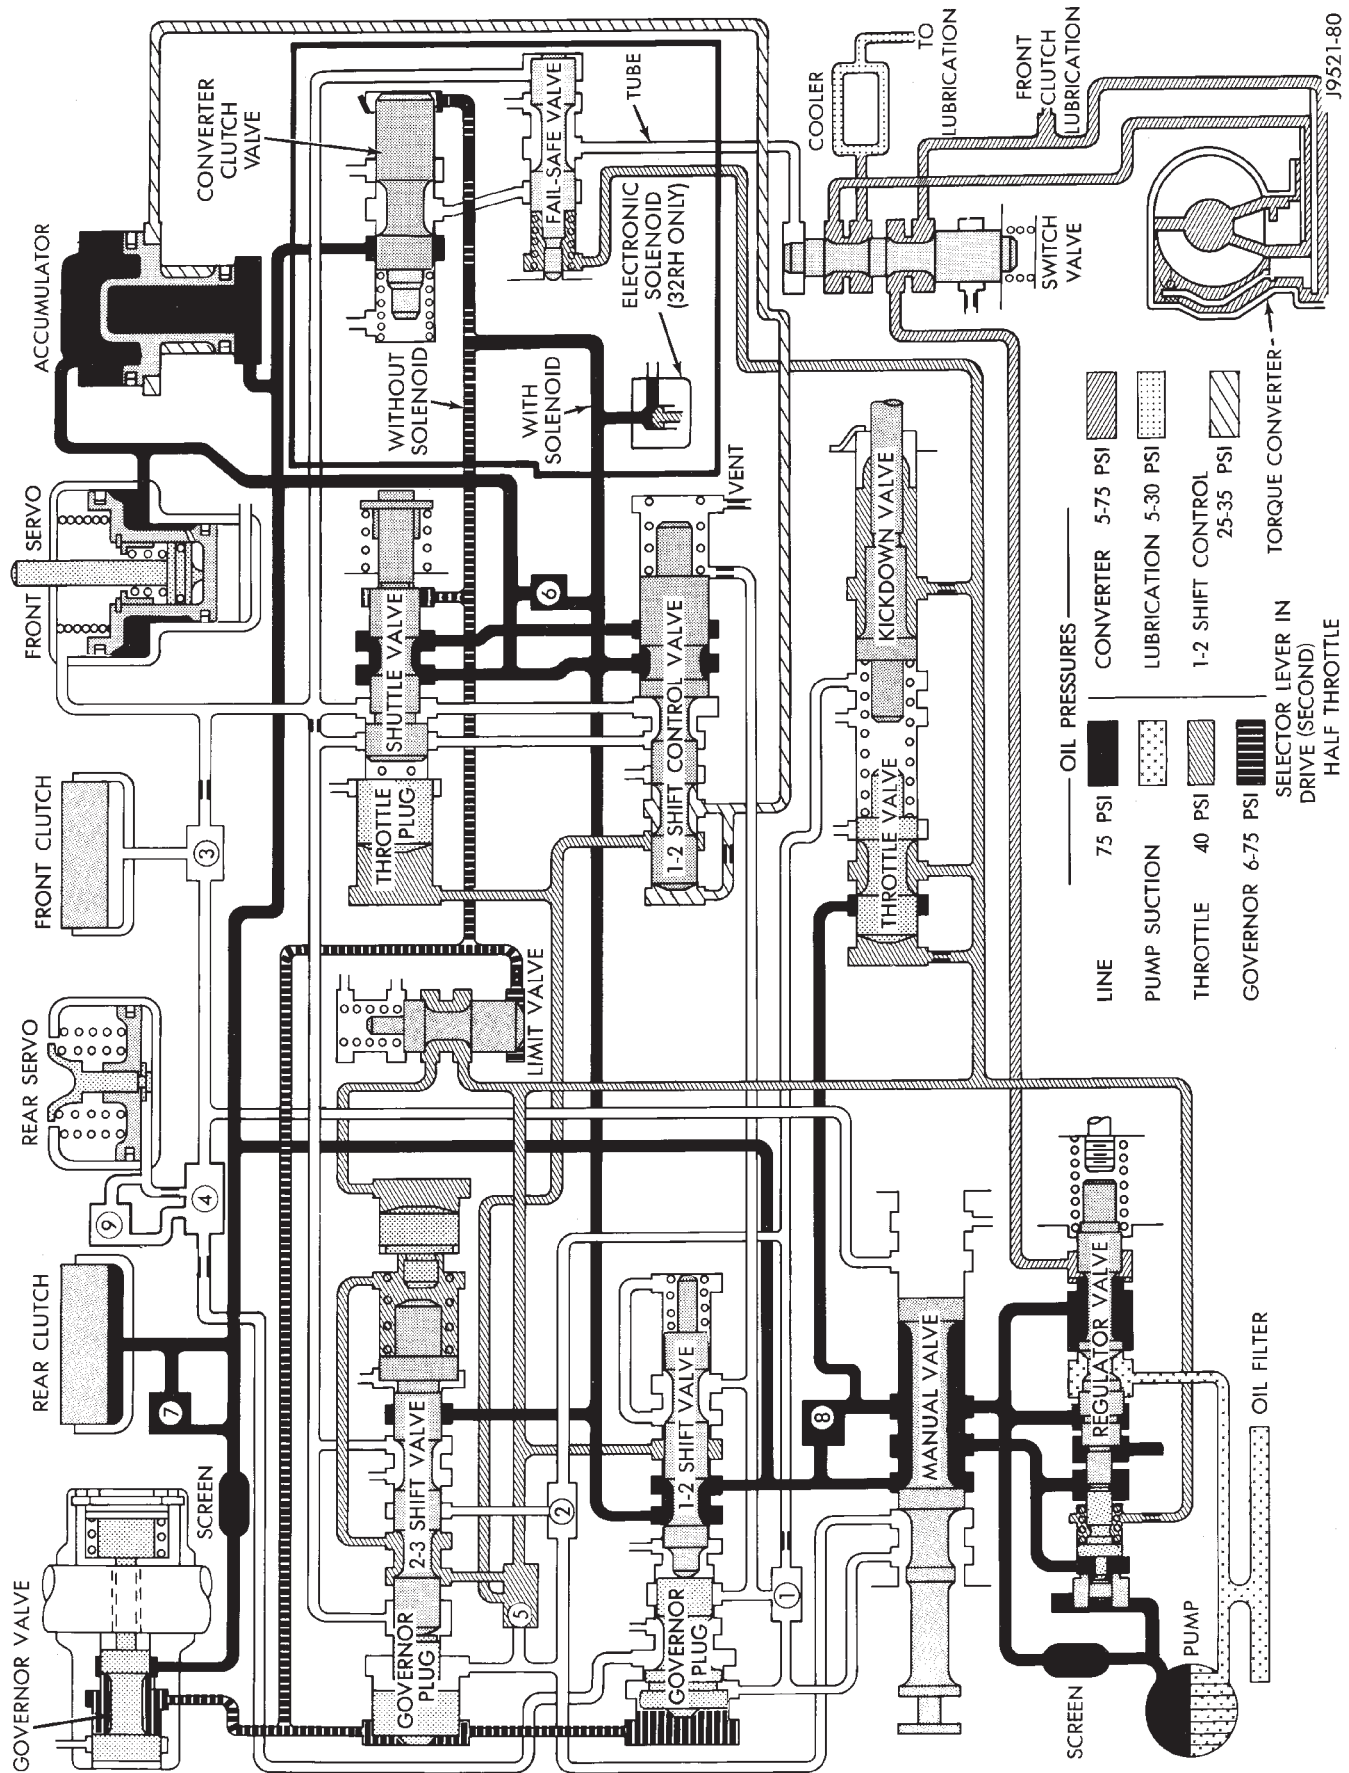 GOVERNOR VALVE
SCREEN
REAR CLUTCH
7
9
4
REAR SERVO
FRONT CLUTCH
3
FRONT SERVO
ACCUMULATOR
CONVERTER
CLUTCH
VALVE
GOVERNOR
PLUG
2-3 SHIFT VALVE
5
2
LIMIT VALVE
THROTTLE
PLUG
SHUTTLE VALVE
6
WITHOUT
SOLENOID
WITH
SOLENOID
FAIL-SAFE VALVE
TUBE
ELECTRONIC
SOLENOID
(32RH ONLY)
GOVERNOR
PLUG
1-2 SHIFT VALVE
1
8
1-2 SHIFT CONTROL VALVE
VENT
COOLER
TO
LUBRICATION
FRONT
CLUTCH
LUBRICATION
SWITCH
VALVE
MANUAL VALVE
THROTTLE VALVE
KICKDOWN VALVE
SCREEN
PUMP
REGULATOR VALVE
OIL FILTER
OIL PRESSURES
LINE 75 PSI
PUMP SUCTION
THROTTLE 40 PSI
GOVERNOR 6-75 PSI
CONVERTER 5-75 PSI
LUBRICATION 5-30 PSI
1-2 SHIFT CONTROL
25-35 PSI
SELECTOR LEVER IN
DRIVE (SECOND)
HALF THROTTLE
TORQUE CONVERTER
J9521-80